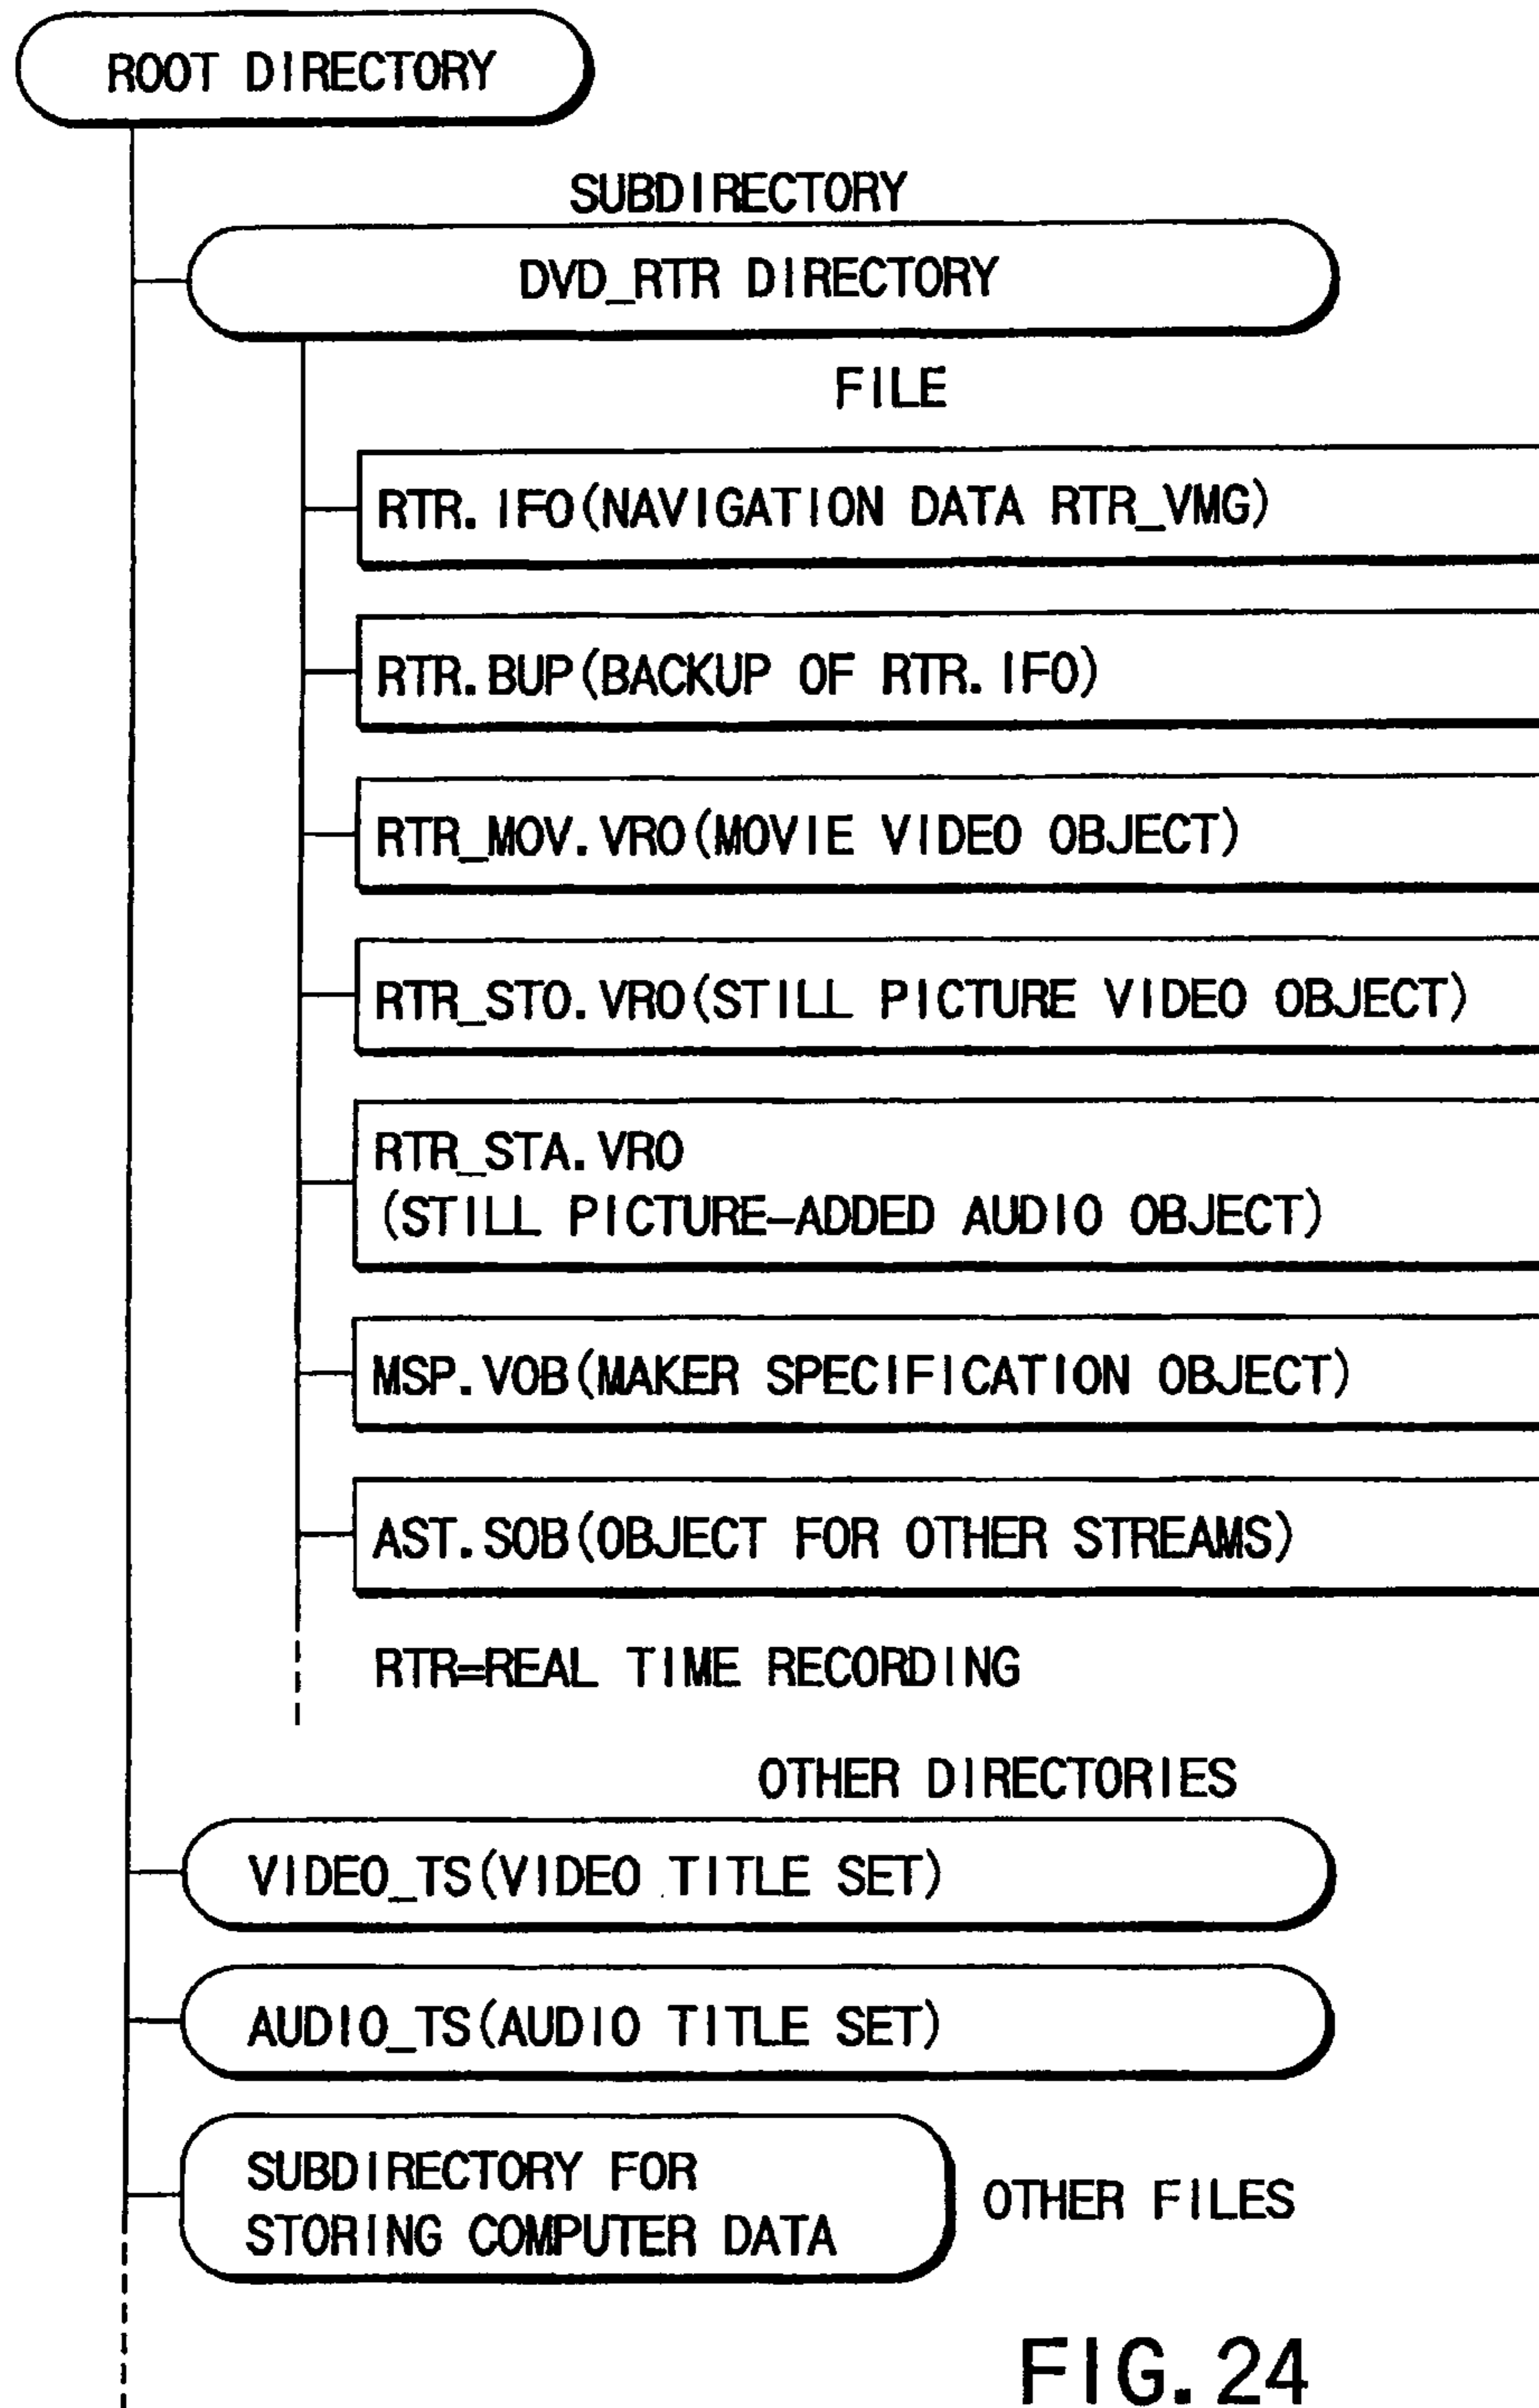 ROOT DIRECTORY
SUBDIRECTORY
DVD_RTR DIRECTORY
FILE
RTR.IFO(NAVIGATION DATA RTR_VMG)
RTR.BUP(BACKUP OF RTR.IFO)
RTR_MOV.VRO(MOVIE VIDEO OBJECT)
RTR_STO.VRO(STILL PICTURE VIDEO OBJECT)
RTR_STA.VRO
(STILL PICTURE-ADDED AUDIO OBJECT)
MSP.VOB(MAKER SPECIFICATION OBJECT)
AST.SOB(OBJECT FOR OTHER STREAMS)
RTR=REAL TIME RECORDING
OTHER DIRECTORIES
VIDEO_TS(VIDEO TITLE SET)
AUDIO_TS(AUDIO TITLE SET)
SUBDIRECTORY FOR
STORING COMPUTER DATA
OTHER FILES
FIG.24